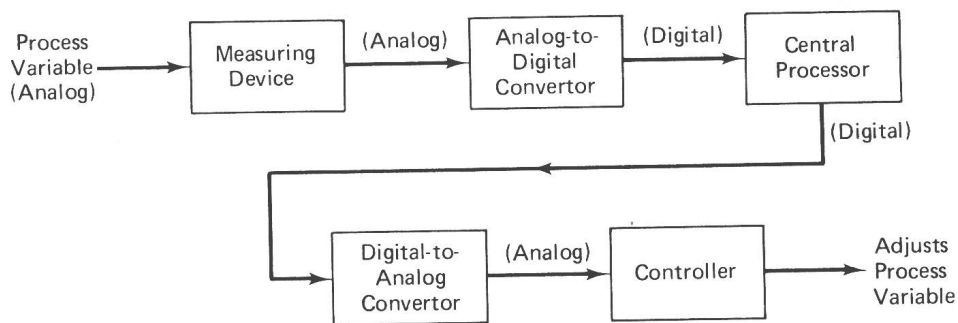 Process
Variable
(Analog)
Measuring
Device
(Analog)
Analog-to-
Digital
Convertor
(Digital)
Central
Processor
(Digital)
Digital-to-
Analog
Convertor
(Analog)
Controller
Adjusts
Process
Variable